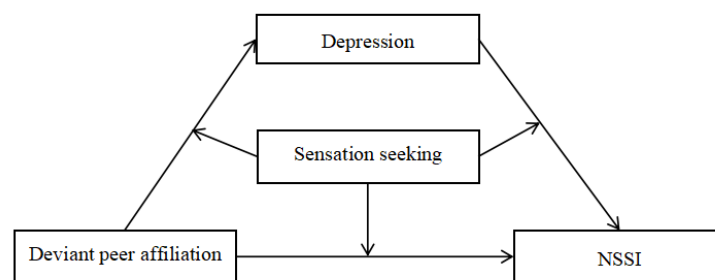 Depression
Sensation seeking
Deviant peer affiliation
NSSI